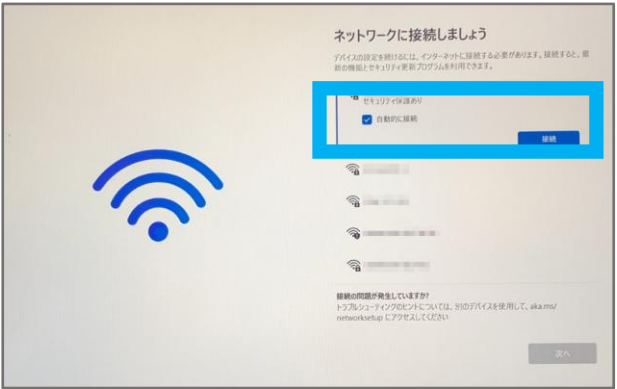 ネットワークに接続しましょう
デバイスの設定を続けるには、インターネットに接続する必要があります。接続すると、最
新の機能とセキュリティ更新プログラムを利用できます。
セキュリティ保護あり
自動的に接続
接続
接続の問題が発生していますか?
トラブルシューティングのヒントについては、別のデバイスを使用して、aka.ms/
networksetup にアクセスしてください
次へ